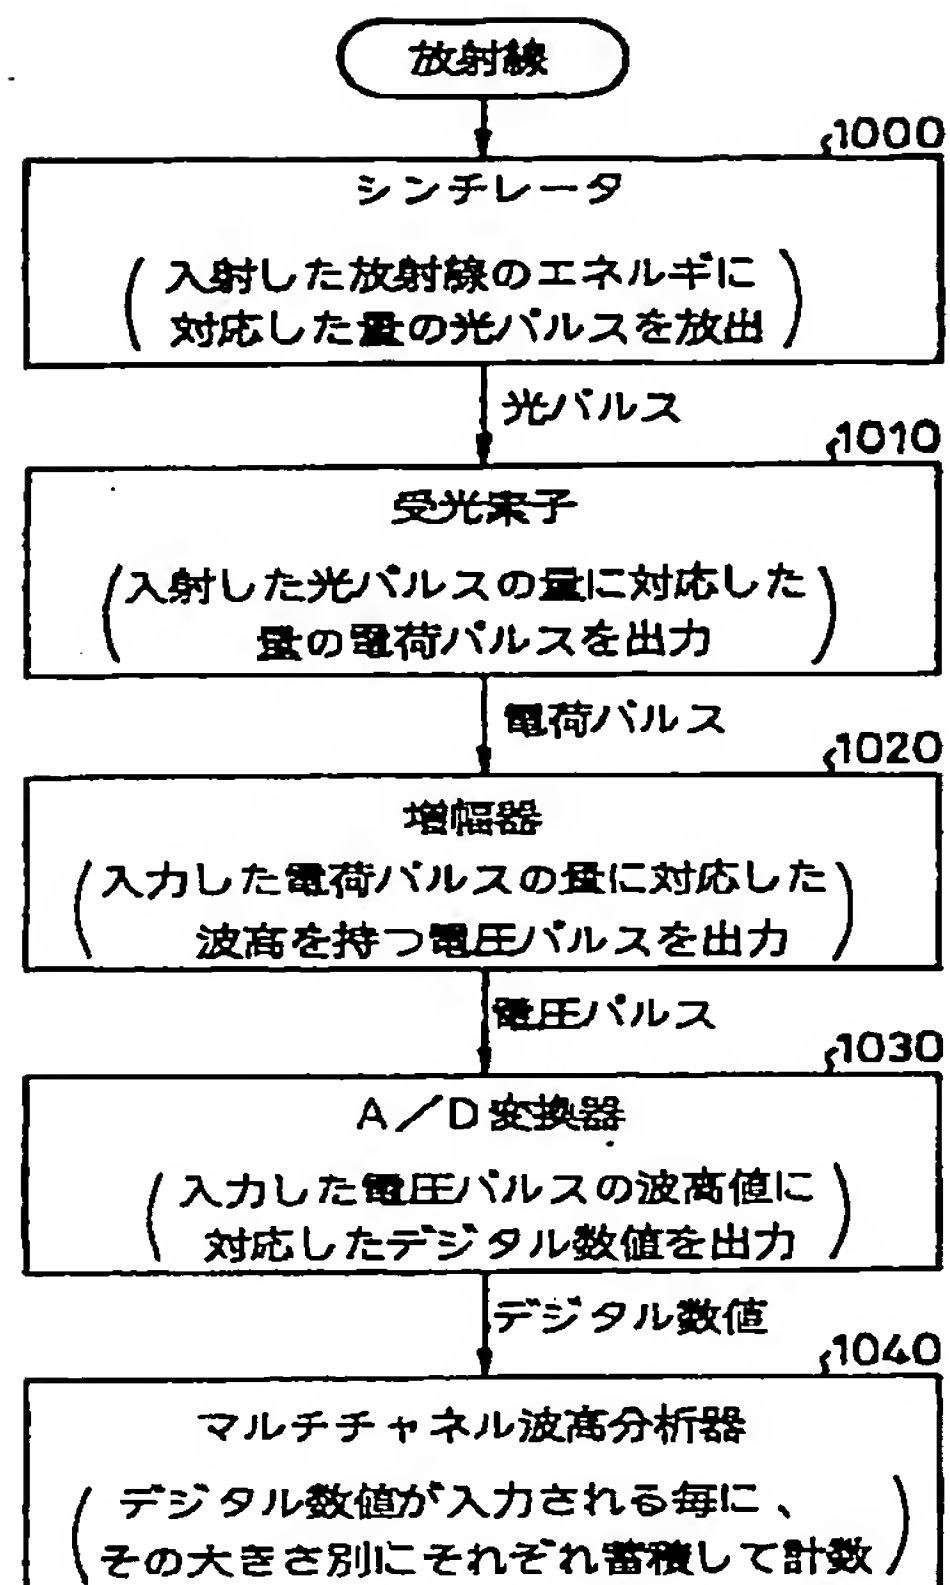 放射線
1000
シンチレータ
(入射した放射線のエネルギに
対応した量の光パルスを放出)
光パルス
1010
受光素子
(入射した光パルスの量に対応した
量の電荷パルスを出力)
電荷パルス
1020
増幅器
(入力した電荷パルスの量に対応した
波高を持つ電圧パルスを出力)
電圧パルス
1030
A/D変換器
(入力した電圧パルスの波高値に
対応したデジタル数値を出力)
デジタル数値
1040
マルチチャネル波高分析器
(デジタル数値が入力される毎に、
その大きさ別にそれぞれ蓄積して計数)